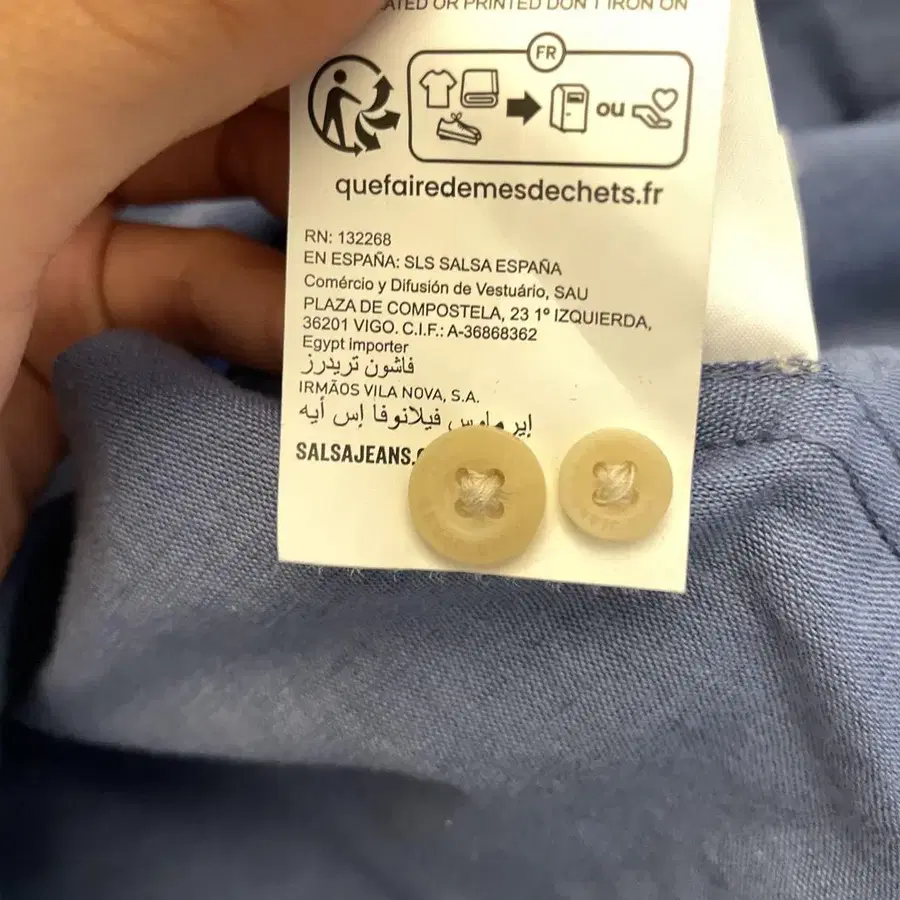 OR PRINTED DON'T IRON ON
FR
ou
quefairedemesdechets.fr
RN: 132268
EN ESPAÑA: SLS SALSA ESPAÑA
Comércio y Difusión de Vestuário, SAU
PLAZA DE COMPOSTELA, 23 1º IZQUIERDA,
36201 VIGO. C.I.F.: A-36868362
Egypt importer
فاشون تريدرز
IRMÃOS VILA NOVA, S.A.
فيلانوفا إس أيه
SALSAJEANS.